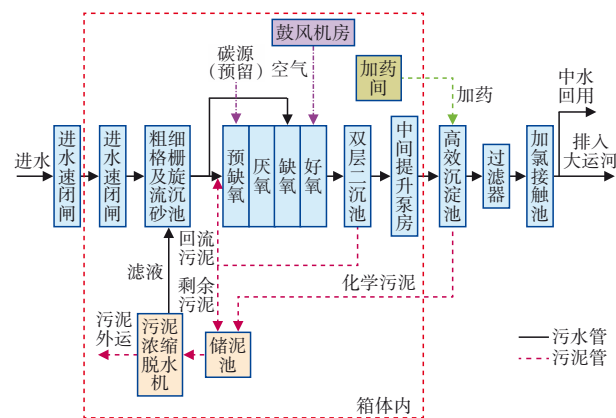 鼓风机房
碳源
（预留）
空气
加药
间
加药
中水
回用
进水
进水速闭闸
进水速闭闸
粗格及流砂
细栅旋沉池
预缺氧
厌氧
缺氧
好氧
双层二沉池
中间提升泵房
高效沉淀池
过滤器
加氯接触池
排入
大运河
回流
污泥
滤液
剩余
污泥
化学污泥
污泥
外运
污泥
浓缩
脱水
机
储泥
池
污水管
污泥管
箱体内